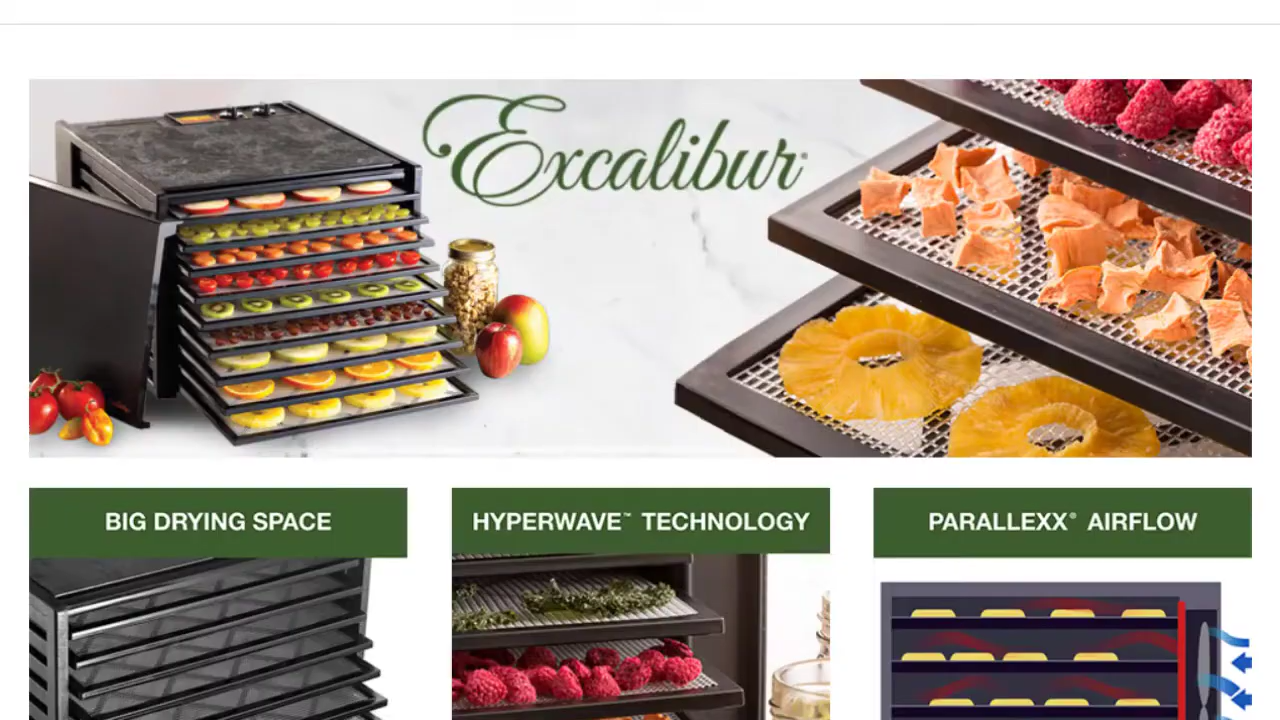 Excalibur®
BIG DRYING SPACE
HYPERWAVE™ TECHNOLOGY
PARALLEXX® AIRFLOW